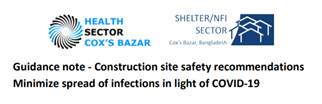 HEALTH
SECTOR
COX'S BAZAR
SHELTER/NFI
SECTOR
Cox's Bazar, Bangladesh
Guidance note - Construction site safety recommendations
Minimize spread of infections in light of COVID-19